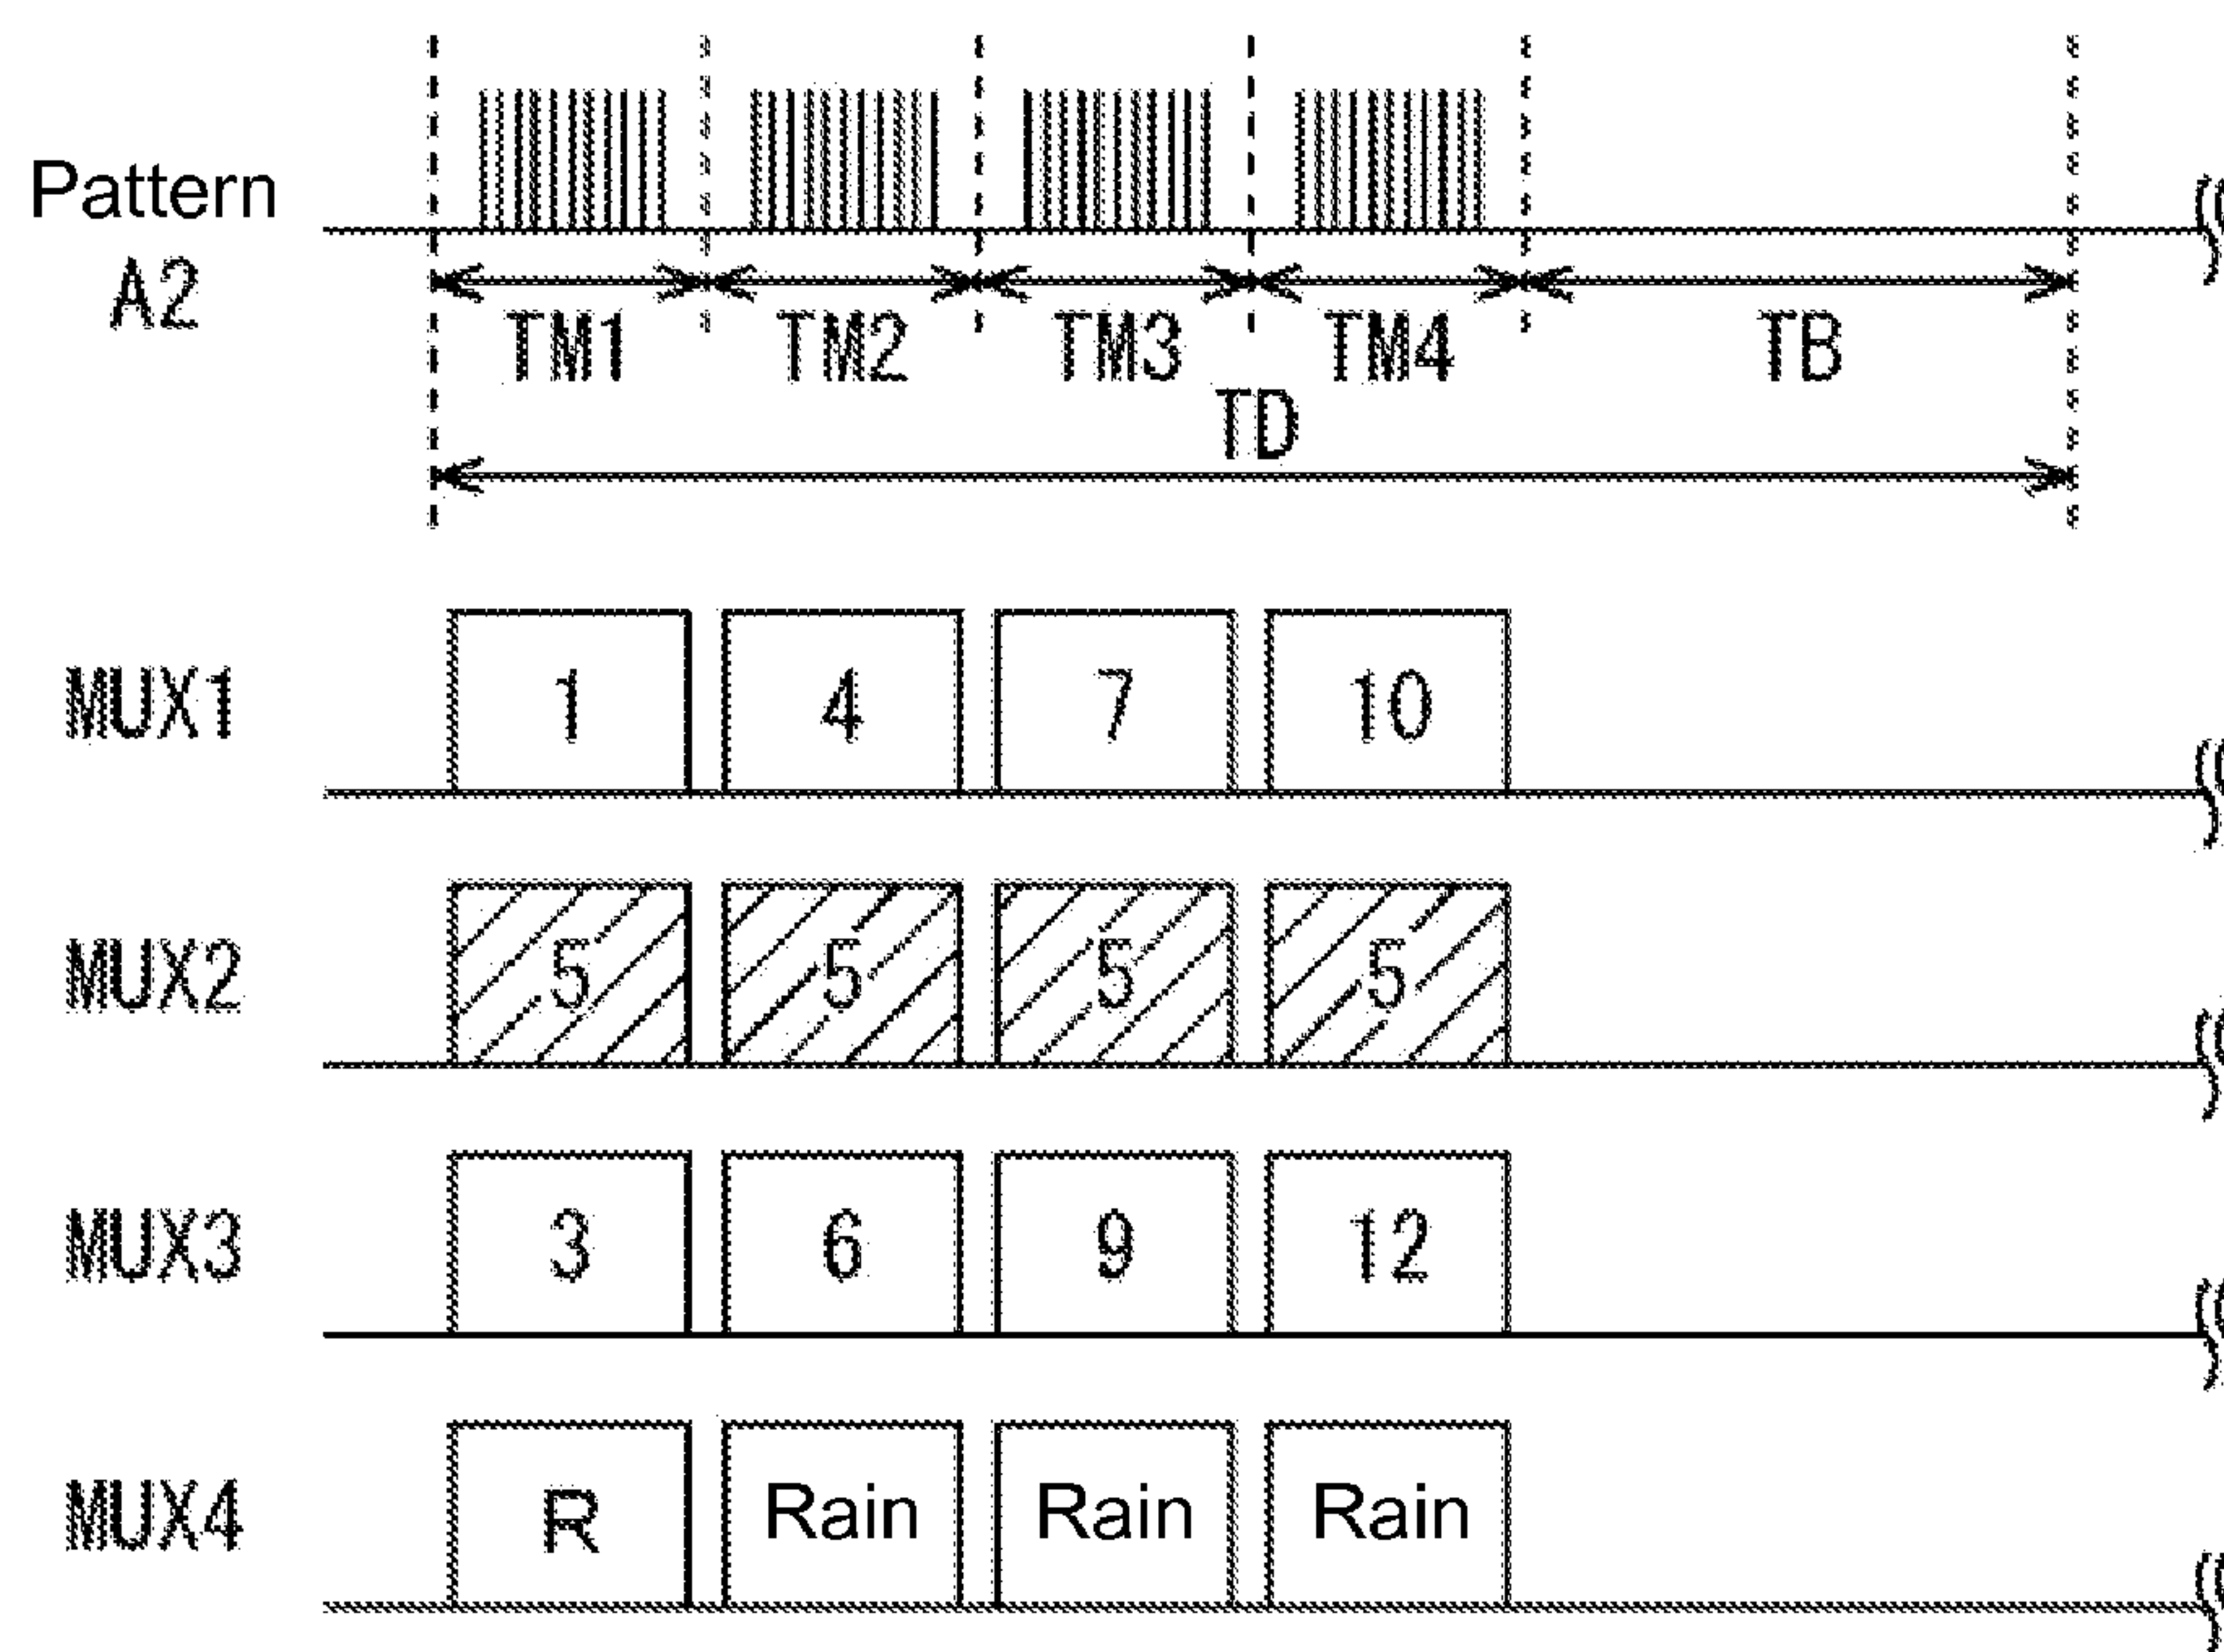 Pattern
A2
TM1 TM2 TM3 TM4 TB
TD
MUX1 1 4 7 10
MUX2 5 5 5 5
MUX3 3 6 9 12
MUX4 R Rain Rain Rain